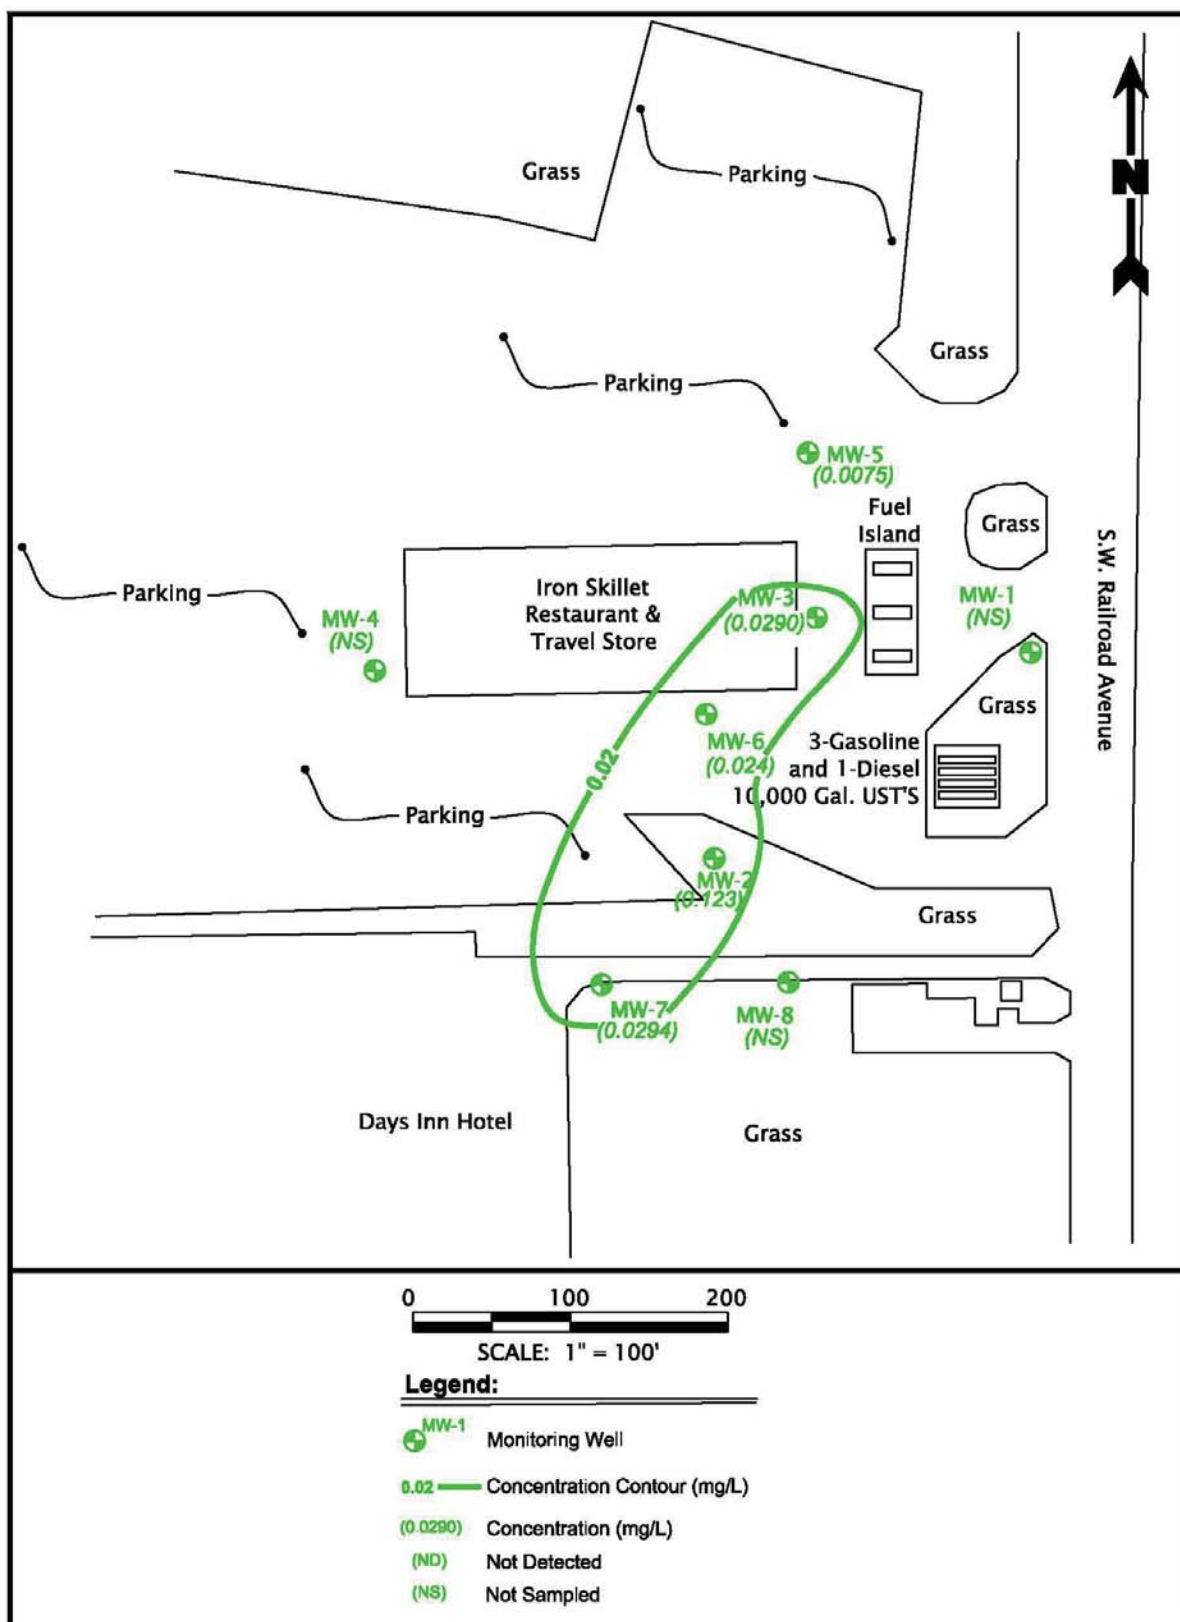 Grass
Parking
N
Grass
Parking
MW-5
(0.0075)
Fuel
Island
Grass
S.W. Railroad Avenue
Iron Skillet
Restaurant &
Travel Store
Parking
MW-4
(NS)
MW-3
(0.0290)
MW-1
(NS)
Grass
MW-6
(0.024)
3-Gasoline
and 1-Diesel
10,000 Gal. UST'S
0.02
Parking
MW-2
(0.123)
Grass
MW-7
(0.0294)
MW-8
(NS)
Days Inn Hotel
Grass
0 100 200
SCALE: 1" = 100'
Legend:
MW-1 Monitoring Well
0.02 Concentration Contour (mg/L)
(0.0290) Concentration (mg/L)
(ND) Not Detected
(NS) Not Sampled